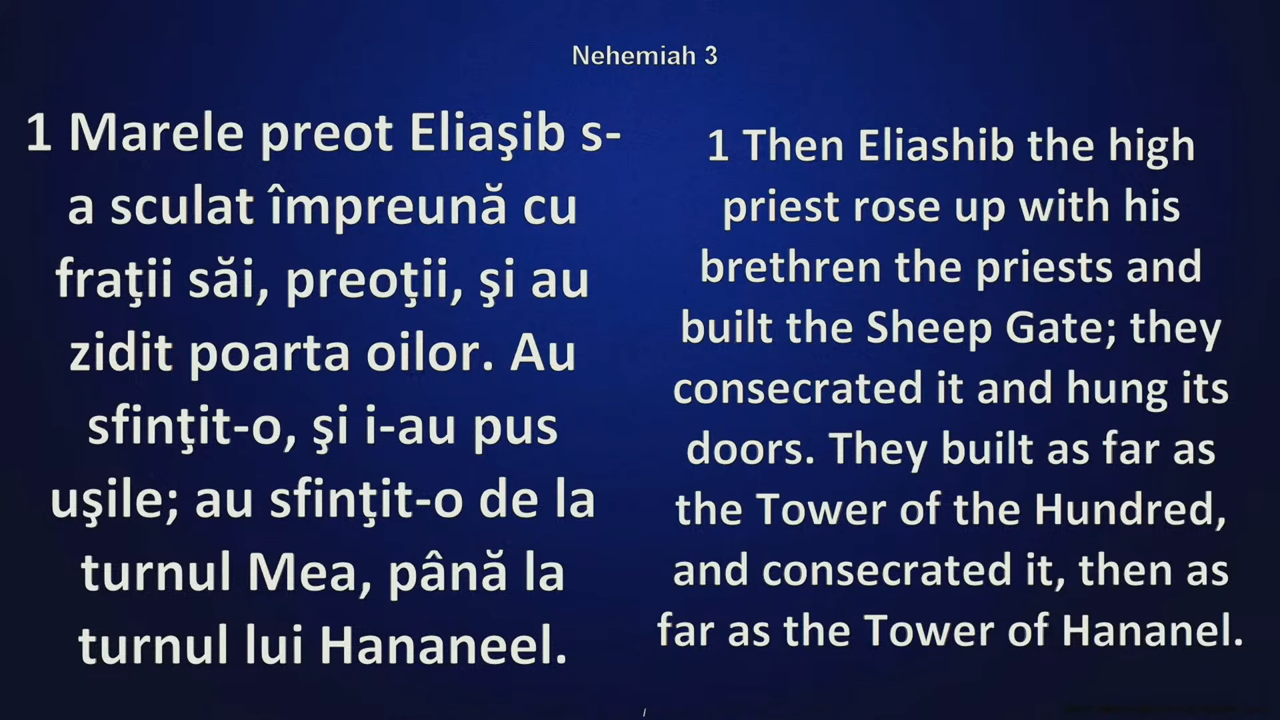 Nehemiah 3
1 Marele preot Eliaşib s-
a sculat împreună cu
fraţii săi, preoţii, şi au
zidit poarta oilor. Au
sfinţit-o, şi i-au pus
uşile; au sfinţit-o de la
turnul Mea, până la
turnul lui Hananeel.
1 Then Eliashib the high
priest rose up with his
brethren the priests and
built the Sheep Gate; they
consecrated it and hung its
doors. They built as far as
the Tower of the Hundred,
and consecrated it, then as
far as the Tower of Hananel.
/